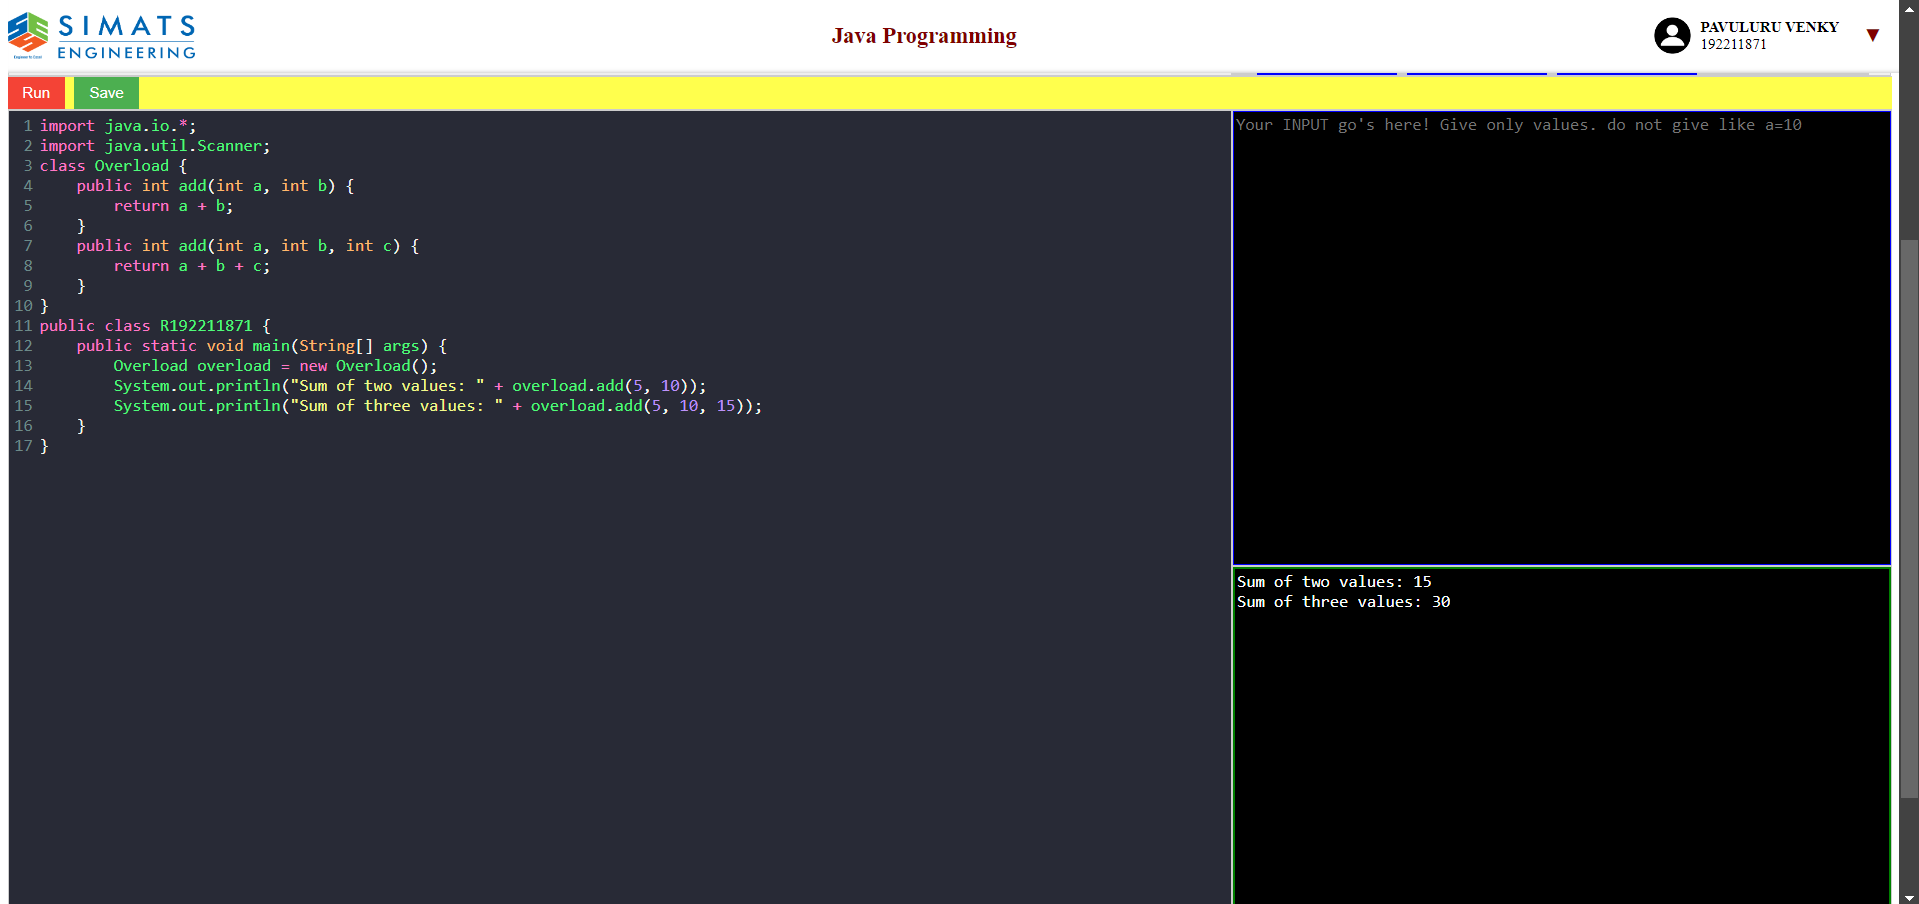 SIMATS
ENGINEERING
Java Programming
PAVULURU VENKY
192211871
▼
Run
Save
1 import java.io.*;
2 import java.util.Scanner;
3 class Overload {
4     public int add(int a, int b) {
5         return a + b;
6     }
7     public int add(int a, int b, int c) {
8         return a + b + c;
9     }
10 }
11 public class R192211871 {
12     public static void main(String[] args) {
13         Overload overload = new Overload();
14         System.out.println("Sum of two values: " + overload.add(5, 10));
15         System.out.println("Sum of three values: " + overload.add(5, 10, 15));
16     }
17 }
Your INPUT go's here! Give only values. do not give like a=10
Sum of two values: 15
Sum of three values: 30